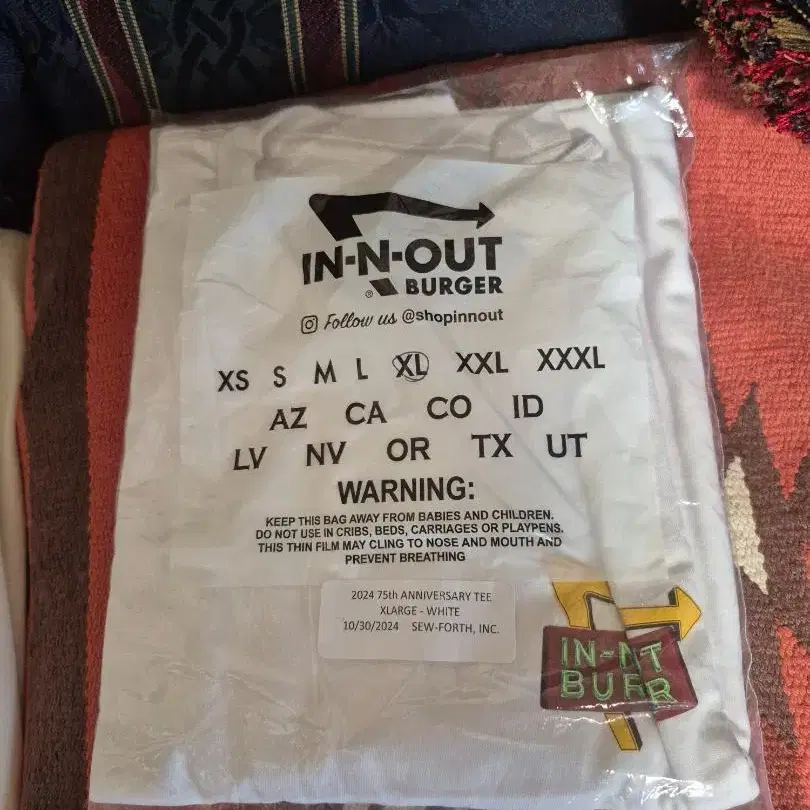 IN-N-OUT
® BURGER
Follow us @shopinnout
XS S M L XL XXL XXXL
AZ CA CO ID
LV NV OR TX UT
WARNING:
KEEP THIS BAG AWAY FROM BABIES AND CHILDREN.
DO NOT USE IN CRIBS, BEDS, CARRIAGES OR PLAYPENS.
THIS THIN FILM MAY CLING TO NOSE AND MOUTH AND
PREVENT BREATHING
2024 75th ANNIVERSARY TEE
XLARGE - WHITE
10/30/2024 SEW-FORTH, INC.